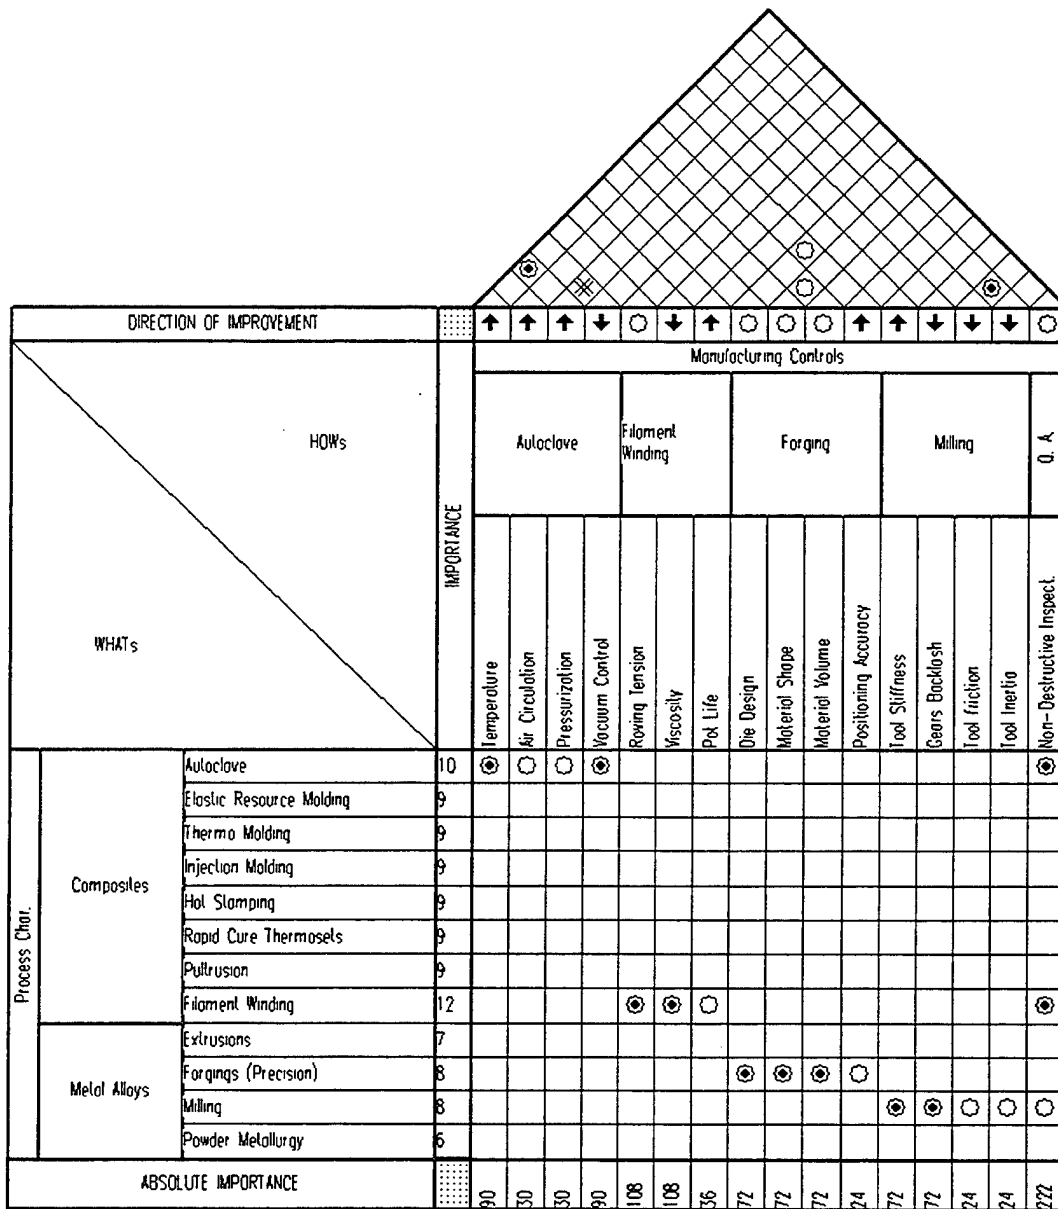 DIRECTION OF IMPROVEMENT
Manufacturing Controls
HOWs
WHATs
IMPORTANCE
Autoclave
Filament
Winding
Forging
Milling
Q. A.
Temperature
Air Circulation
Pressurization
Vacuum Control
Roving Tension
Viscosity
Pot Life
Die Design
Material Shape
Material Volume
Positioning Accuracy
Tool Stiffness
Gears Backlash
Tool friction
Tool Inertia
Non-Destructive Inspect.
Process Char.
Composites
Autoclave 10
Elastic Resource Molding 9
Thermo Molding 9
Injection Molding 9
Hot Stamping 9
Rapid Cure Thermosets 9
Pultrusion 9
Filament Winding 12
Metal Alloys
Extrusions 7
Forgings (Precision) 8
Milling 8
Powder Metallurgy 6
ABSOLUTE IMPORTANCE 90 30 30 90 108 108 36 72 72 72 24 72 72 24 24 222